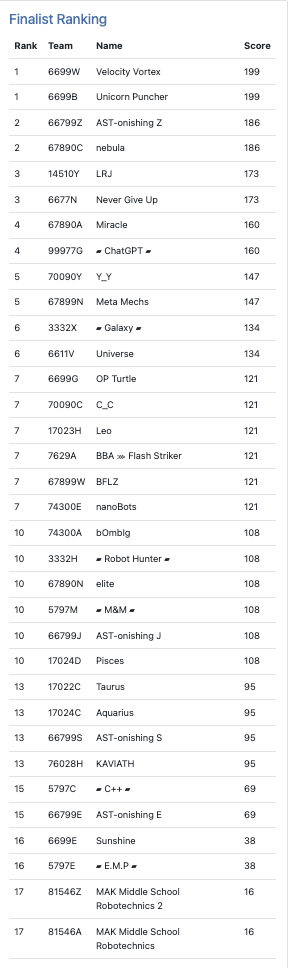 Finalist Ranking
Rank Team Name Score
1 6699W Velocity Vortex 199
1 6699B Unicorn Puncher 199
2 66799Z AST-onishing Z 186
2 67890C nebula 186
3 14510Y LRJ 173
3 6677N Never Give Up 173
4 67890A Miracle 160
4 99977G ▰ ChatGPT ▰ 160
5 70090Y Y_Y 147
5 67899N Meta Mechs 147
6 3332X ▰ Galaxy ▰ 134
6 6611V Universe 134
7 6699G OP Turtle 121
7 70090C C_C 121
7 17023H Leo 121
7 7629A BBA ⋙ Flash Striker 121
7 67899W BFLZ 121
7 74300E nanoBots 121
10 74300A bOmbIg 108
10 3332H ▰ Robot Hunter ▰ 108
10 67890N elite 108
10 5797M ▰ M&M ▰ 108
10 66799J AST-onishing J 108
10 17024D Pisces 108
13 17022C Taurus 95
13 17024C Aquarius 95
13 66799S AST-onishing S 95
13 76028H KAVIATH 95
15 5797C ▰ C++ ▰ 69
15 66799E AST-onishing E 69
16 6699E Sunshine 38
16 5797E ▰ E.M.P ▰ 38
17 81546Z MAK Middle School 16
Robotechnics 2
17 81546A MAK Middle School 16
Robotechnics